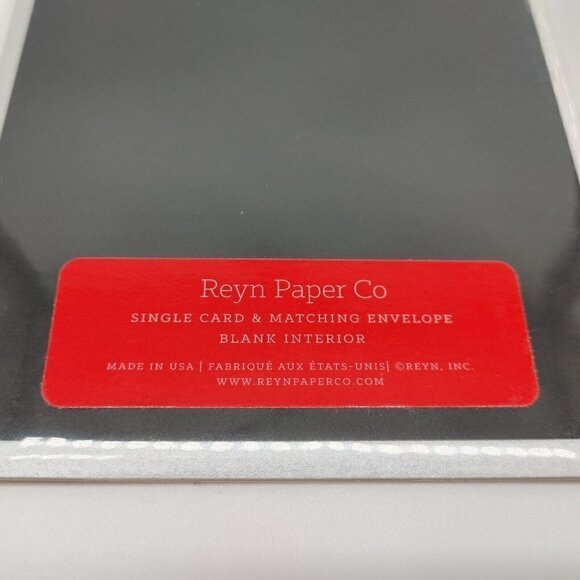 Reyn Paper Co
SINGLE CARD & MATCHING ENVELOPE
BLANK INTERIOR
MADE IN USA | FABRIQUÉ AUX ÉTATS-UNIS| ©REYN, INC.
WWW.REYNPAPERCO.COM